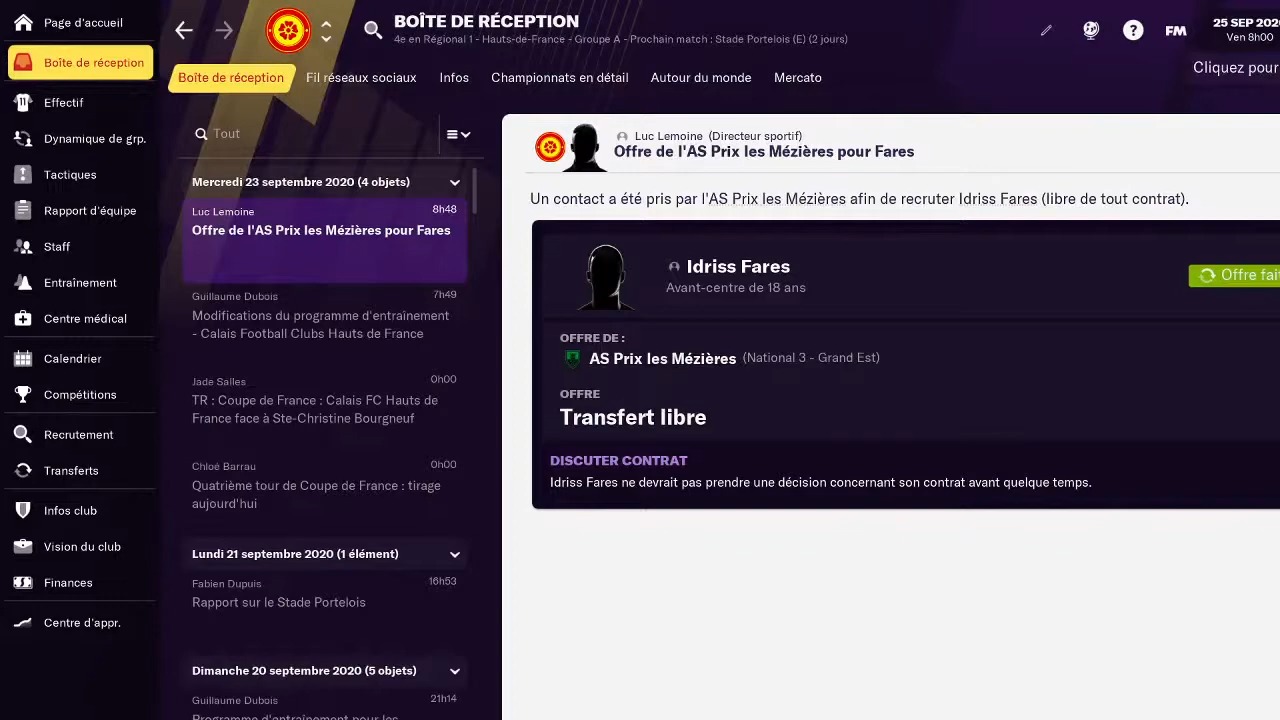 Page d'accueil
Boîte de réception
Effectif
Dynamique de grp.
Tactiques
Rapport d'équipe
Staff
Entraînement
Centre médical
Calendrier
Compétitions
Recrutement
Transferts
Infos club
Vision du club
Finances
Centre d'appr.
BOÎTE DE RÉCEPTION
4e en Régional 1 - Hauts-de-France - Groupe A - Prochain match : Stade Portelois (E) (2 jours)
? FM
25 SEP 202
Ven 8h00
Cliquez pour
Boîte de réception Fil réseaux sociaux Infos Championnats en détail Autour du monde Mercato
Tout
Mercredi 23 septembre 2020 (4 objets)
Luc Lemoine 8h48
Offre de l'AS Prix les Mézières pour Fares
Guillaume Dubois 7h49
Modifications du programme d'entraînement
- Calais Football Clubs Hauts de France
Jade Salles 0h00
TR : Coupe de France : Calais FC Hauts de
France face à Ste-Christine Bourgneuf
Chloé Barrau 0h00
Quatrième tour de Coupe de France : tirage
aujourd'hui
Lundi 21 septembre 2020 (1 élément)
Fabien Dupuis 16h53
Rapport sur le Stade Portelois
Dimanche 20 septembre 2020 (5 objets)
Guillaume Dubois 21h14
Programme d'entraînement pour les
Luc Lemoine (Directeur sportif)
Offre de l'AS Prix les Mézières pour Fares
Un contact a été pris par l'AS Prix les Mézières afin de recruter Idriss Fares (libre de tout contrat).
Idriss Fares
Avant-centre de 18 ans
Offre fait
OFFRE DE :
AS Prix les Mézières (National 3 - Grand Est)
OFFRE
Transfert libre
DISCUTER CONTRAT
Idriss Fares ne devrait pas prendre une décision concernant son contrat avant quelque temps.